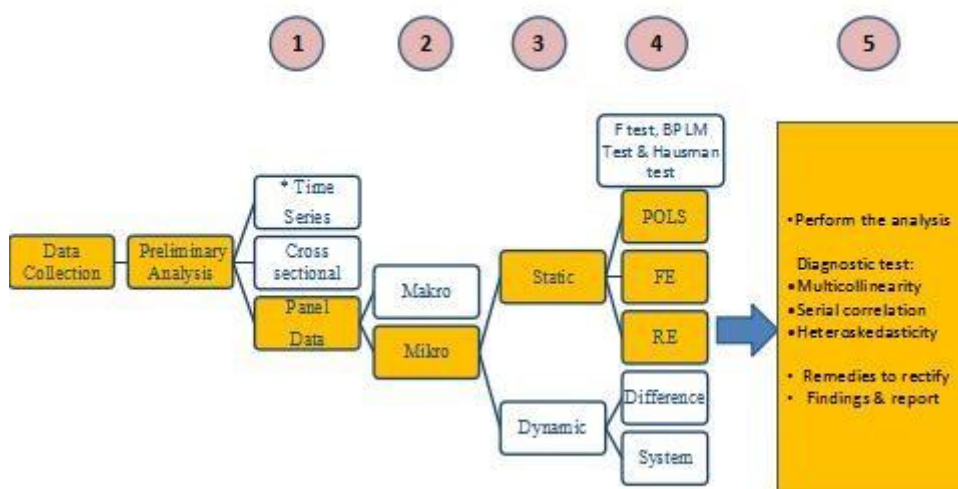 1
2
3
4
5
F test, BPLM
Test & Hausman
test
* Time
Series
POLS
•Perform the analysis
Data
Collection
Preliminary
Analysis
Cross
sectional
Static
FE
Diagnostic test:
•Multicollinearity
•Serial correlation
•Heteroskedasticity
Makro
Panel
Data
Mikro
RE
• Remedies to rectify
• Findings & report
Difference
Dynamic
System